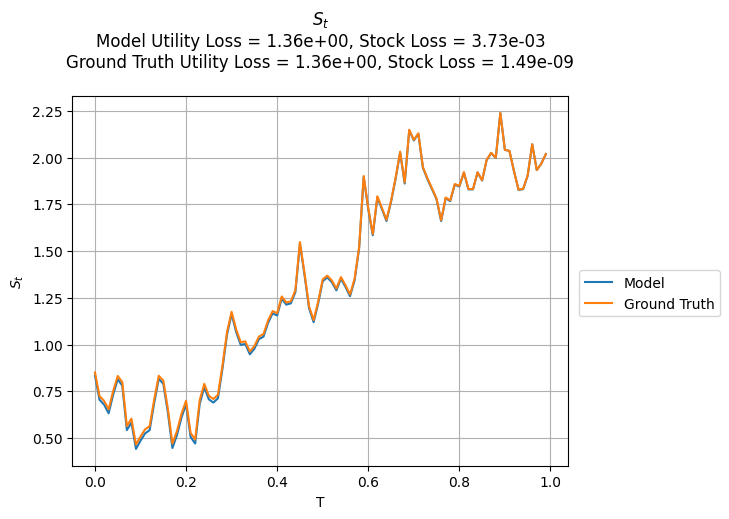 S_t
Model Utility Loss = 1.36e+00, Stock Loss = 3.73e-03
Ground Truth Utility Loss = 1.36e+00, Stock Loss = 1.49e-09
2.25
2.00
1.75
1.50
1.25
1.00
0.75
0.50
S_t
0.0
0.2
0.4
0.6
0.8
1.0
T
Model
Ground Truth